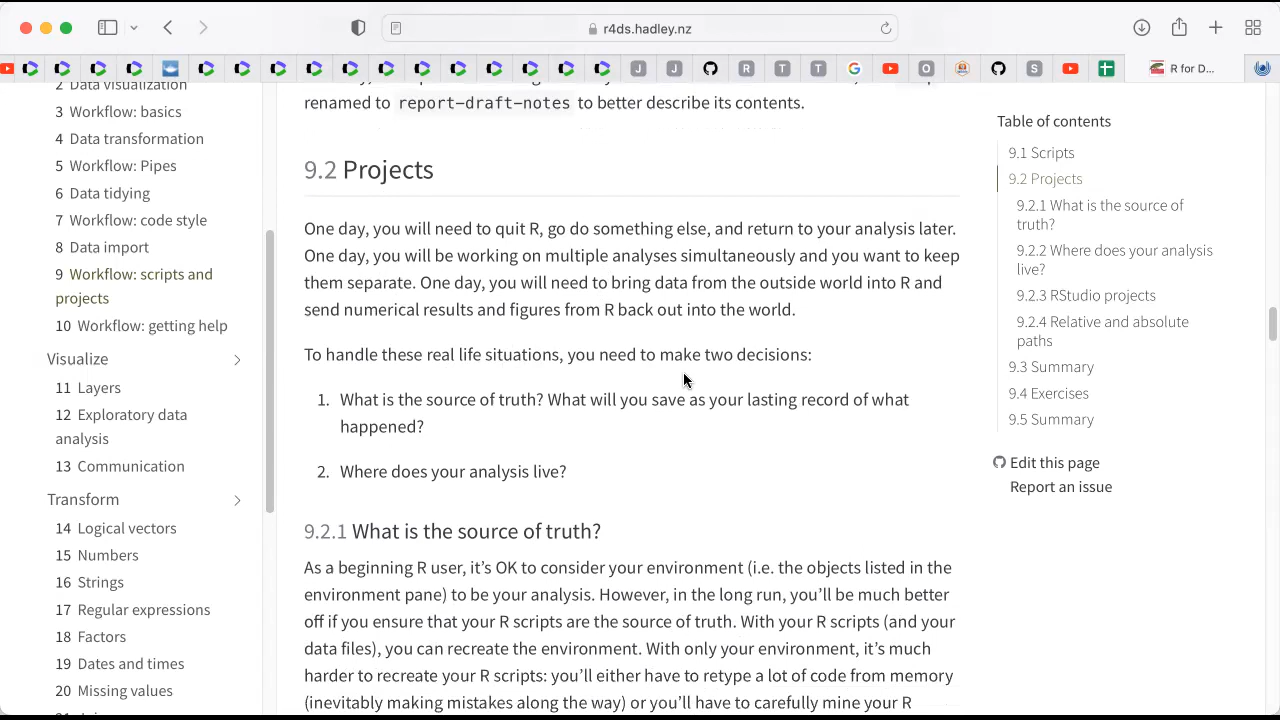 r4ds.hadley.nz
J
J
R
T
T
O
S
R for D...
2 Data visualization
3 Workflow: basics
4 Data transformation
5 Workflow: Pipes
6 Data tidying
7 Workflow: code style
8 Data import
9 Workflow: scripts and
projects
10 Workflow: getting help
Visualize
11 Layers
12 Exploratory data
analysis
13 Communication
Transform
14 Logical vectors
15 Numbers
16 Strings
17 Regular expressions
18 Factors
19 Dates and times
20 Missing values
renamed to report-draft-notes to better describe its contents.
9.2 Projects
One day, you will need to quit R, go do something else, and return to your analysis later.
One day, you will be working on multiple analyses simultaneously and you want to keep
them separate. One day, you will need to bring data from the outside world into R and
send numerical results and figures from R back out into the world.
To handle these real life situations, you need to make two decisions:
1. What is the source of truth? What will you save as your lasting record of what
happened?
2. Where does your analysis live?
9.2.1 What is the source of truth?
As a beginning R user, it's OK to consider your environment (i.e. the objects listed in the
environment pane) to be your analysis. However, in the long run, you'll be much better
off if you ensure that your R scripts are the source of truth. With your R scripts (and your
data files), you can recreate the environment. With only your environment, it's much
harder to recreate your R scripts: you'll either have to retype a lot of code from memory
(inevitably making mistakes along the way) or you'll have to carefully mine your R
Table of contents
9.1 Scripts
9.2 Projects
9.2.1 What is the source of
truth?
9.2.2 Where does your analysis
live?
9.2.3 RStudio projects
9.2.4 Relative and absolute
paths
9.3 Summary
9.4 Exercises
9.5 Summary
Edit this page
Report an issue